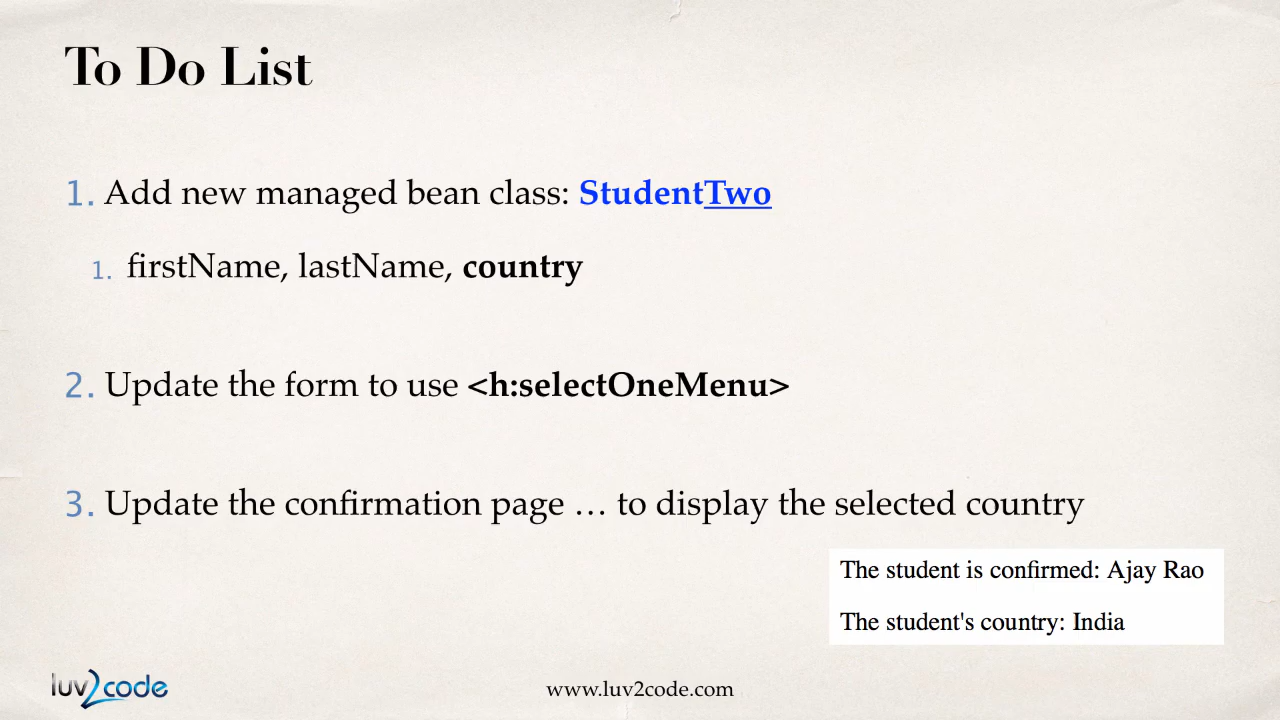 To Do List
1. Add new managed bean class: StudentTwo
1. firstName, lastName, country
2. Update the form to use <h:selectOneMenu>
3. Update the confirmation page … to display the selected country
The student is confirmed: Ajay Rao
The student's country: India
luv2code
www.luv2code.com